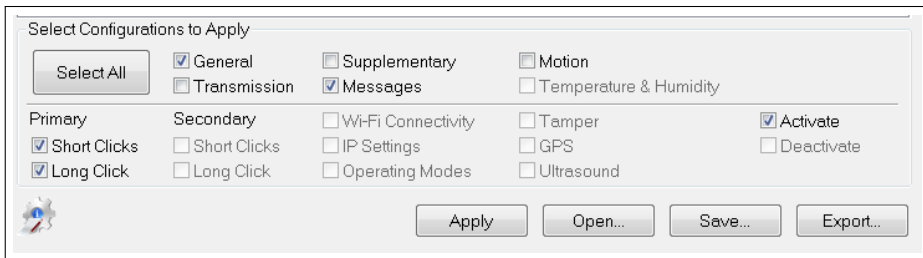 Select Configurations to Apply
Select All
General
Supplementary
Motion
Transmission
Messages
Temperature & Humidity
Primary
Secondary
Wi-Fi Connectivity
Tamper
Activate
Short Clicks
Short Clicks
IP Settings
GPS
Deactivate
Long Click
Long Click
Operating Modes
Ultrasound
Apply
Open...
Save...
Export...